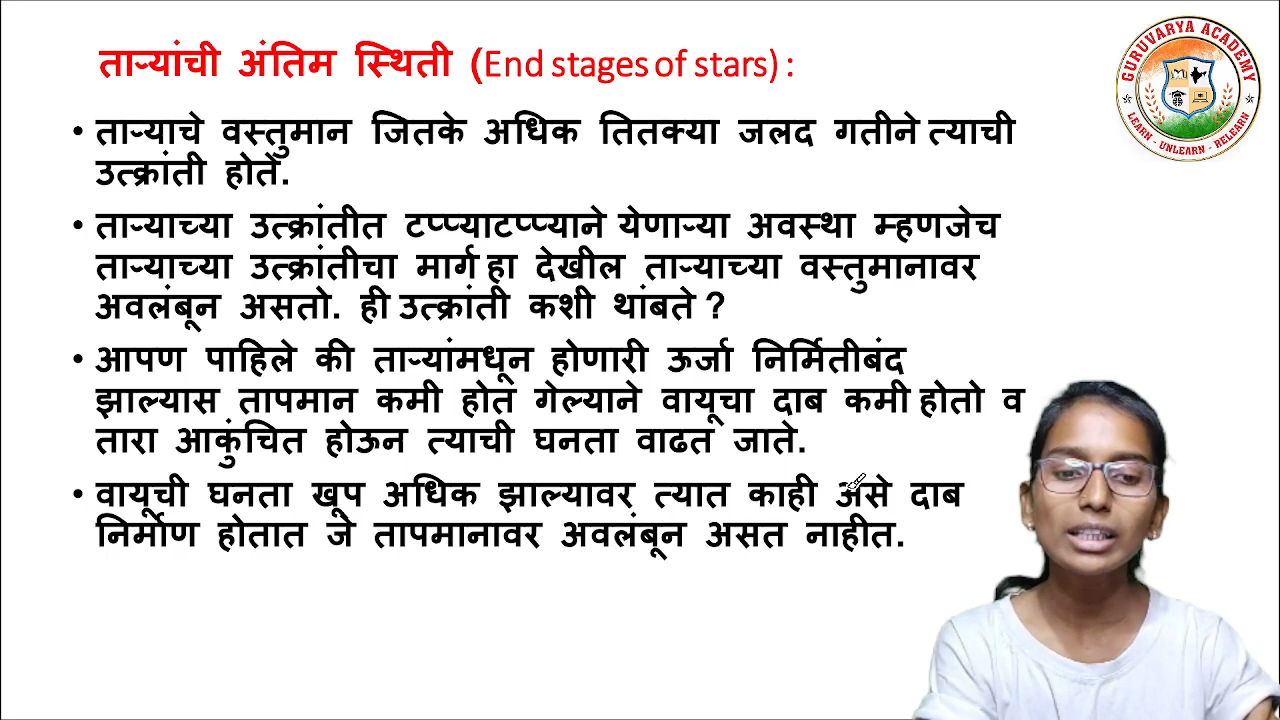 ताऱ्यांची अंतिम स्थिती (End stages of stars) :
• ताऱ्याचे वस्तुमान जितके अधिक तितक्या जलद गतीने त्याची
उत्क्रांती होते.
• ताऱ्याच्या उत्क्रांतीत टप्प्याटप्प्याने येणाऱ्या अवस्था म्हणजेच
ताऱ्याच्या उत्क्रांतीचा मार्ग हा देखील ताऱ्याच्या वस्तुमानावर
अवलंबून असतो. ही उत्क्रांती कशी थांबते ?
• आपण पाहिले की ताऱ्यांमधून होणारी ऊर्जा निर्मितीबंद
झाल्यास तापमान कमी होत गेल्याने वायूचा दाब कमी होतो व
तारा आकुंचित होऊन त्याची घनता वाढत जाते.
• वायूची घनता खूप अधिक झाल्यावर त्यात काही असे दाब
निर्माण होतात जे तापमानावर अवलंबून असत नाहीत.
GURUVARYA ACADEMY
LEARN - UNLEARN - RELEARN